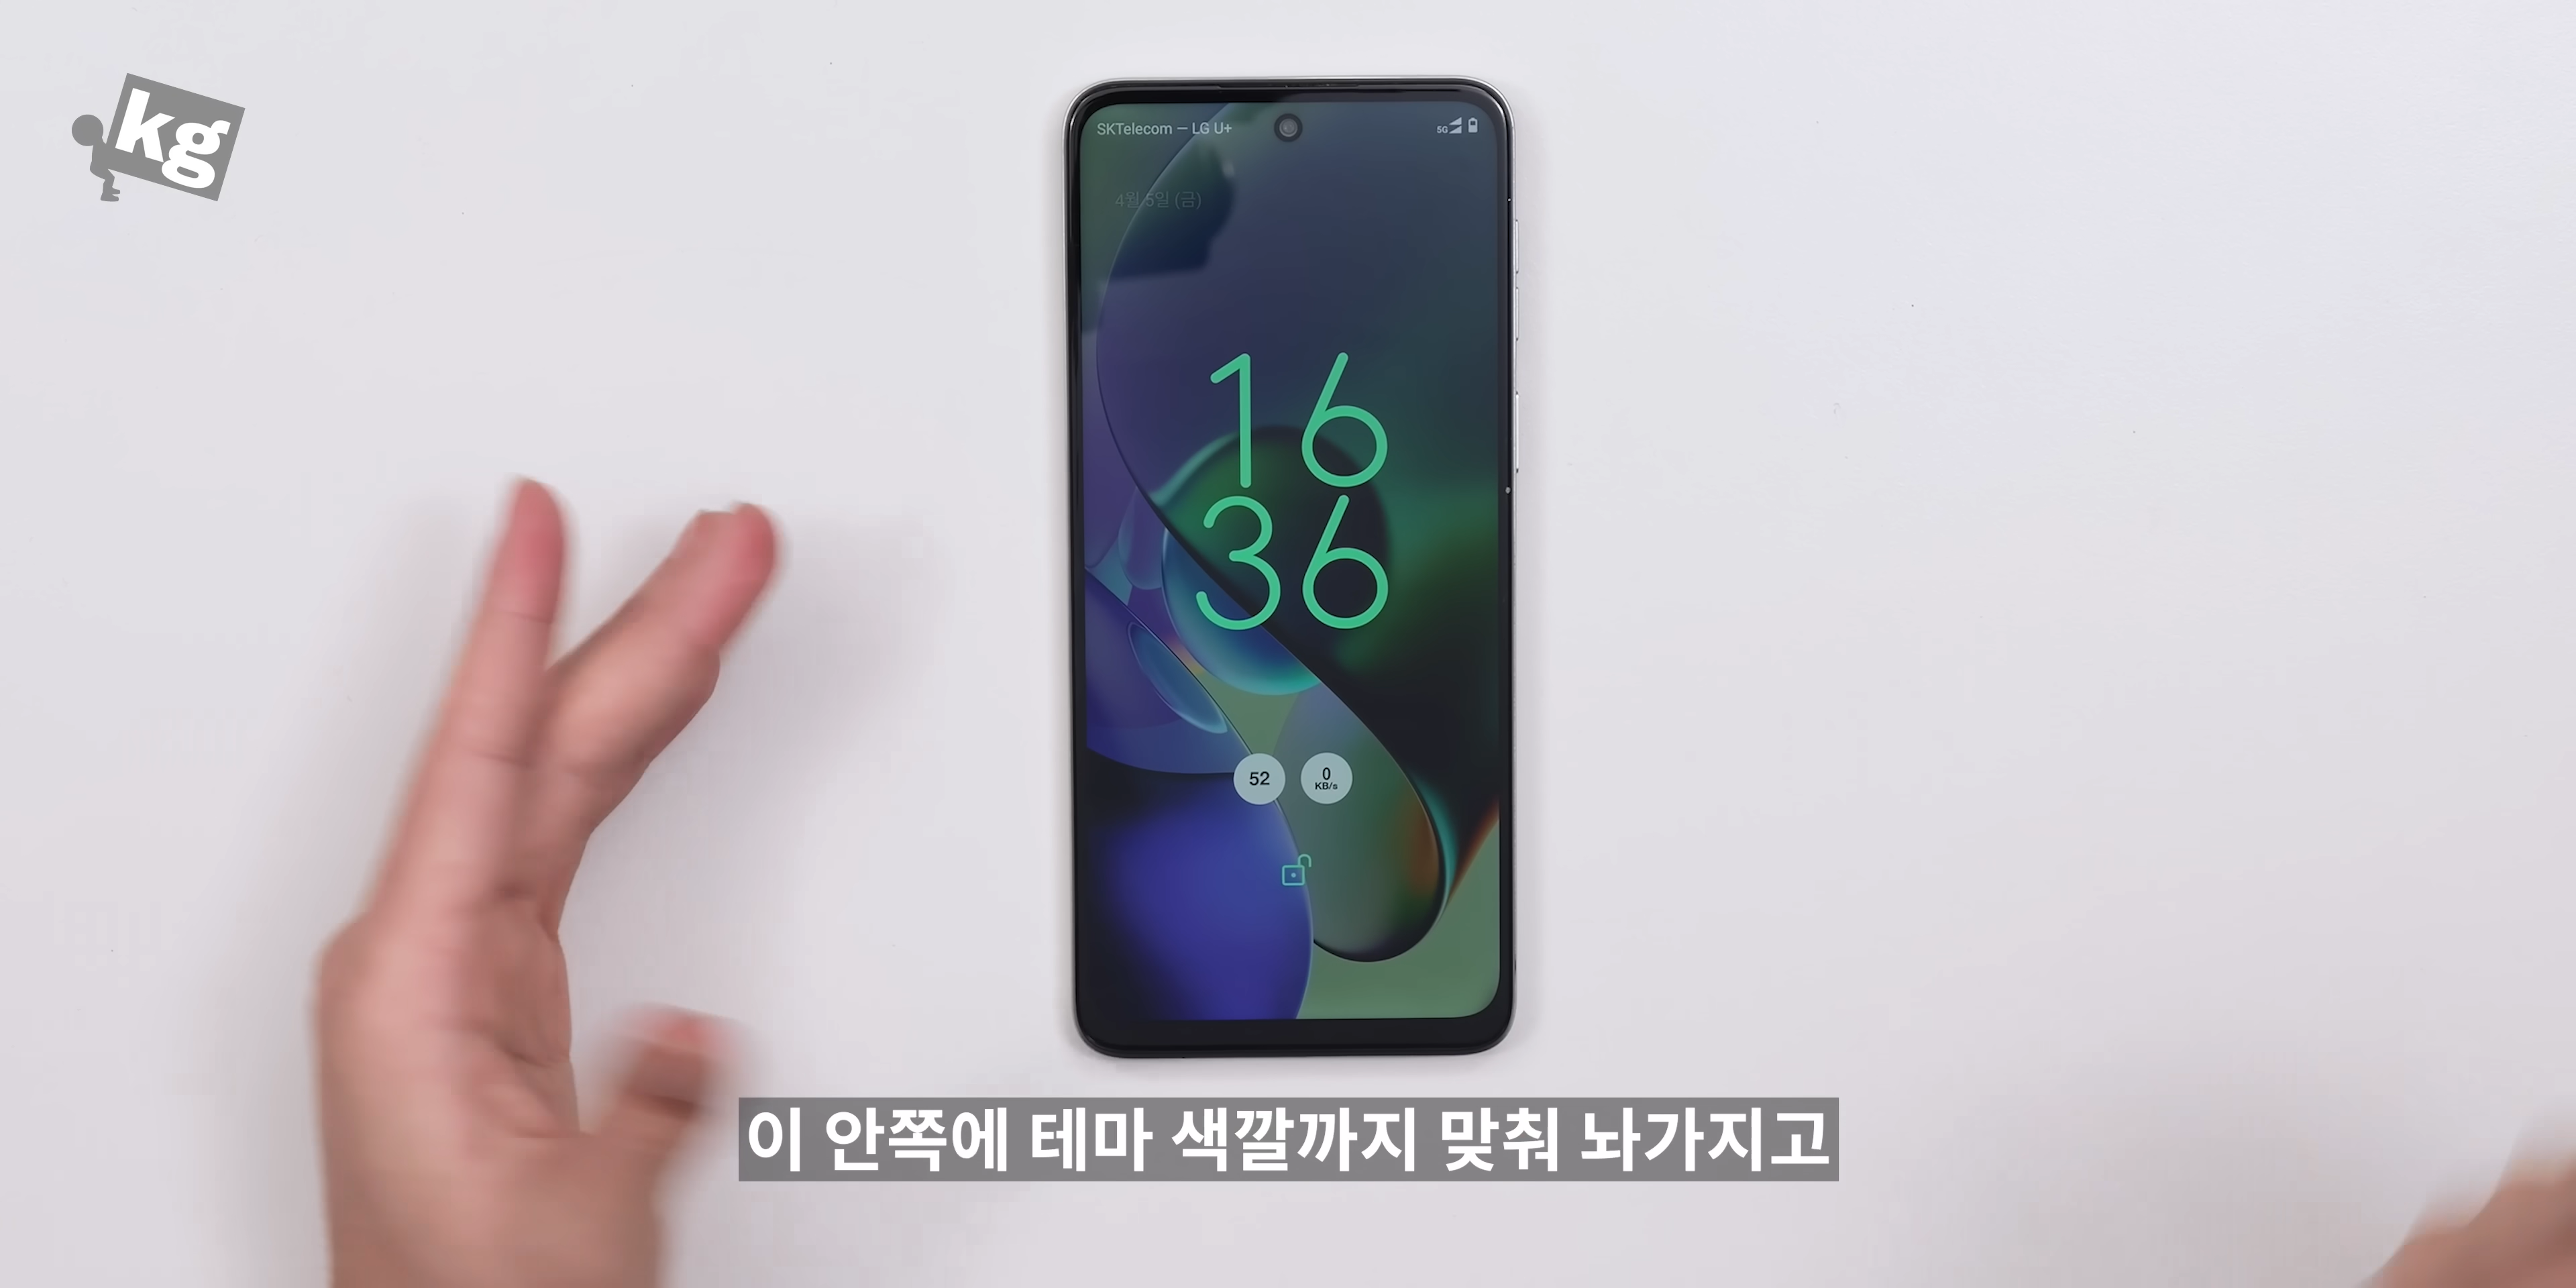 kg
SKTelecom — LG U+
5G
4월 5일 (금)
16
36
52
0
KB/s
이 안쪽에 테마 색깔까지 맞춰 놔가지고